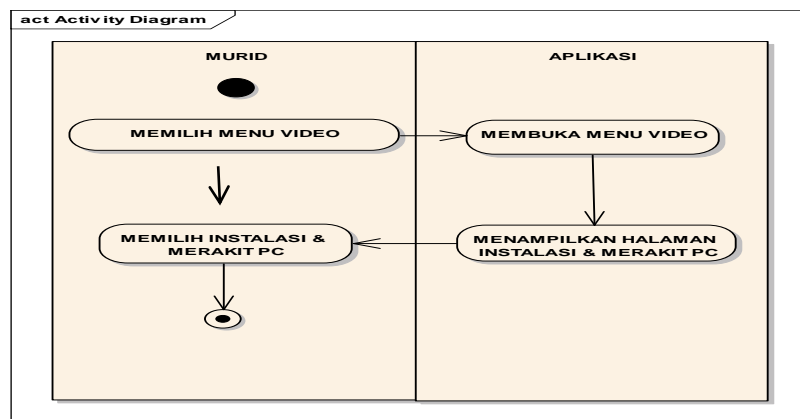 act Activity Diagram
MURID
APLIKASI
MEMILIH MENU VIDEO
MEMBUKA MENU VIDEO
MEMILIH INSTALASI &
MERAKIT PC
MENAMPILKAN HALAMAN
INSTALASI & MERAKIT PC